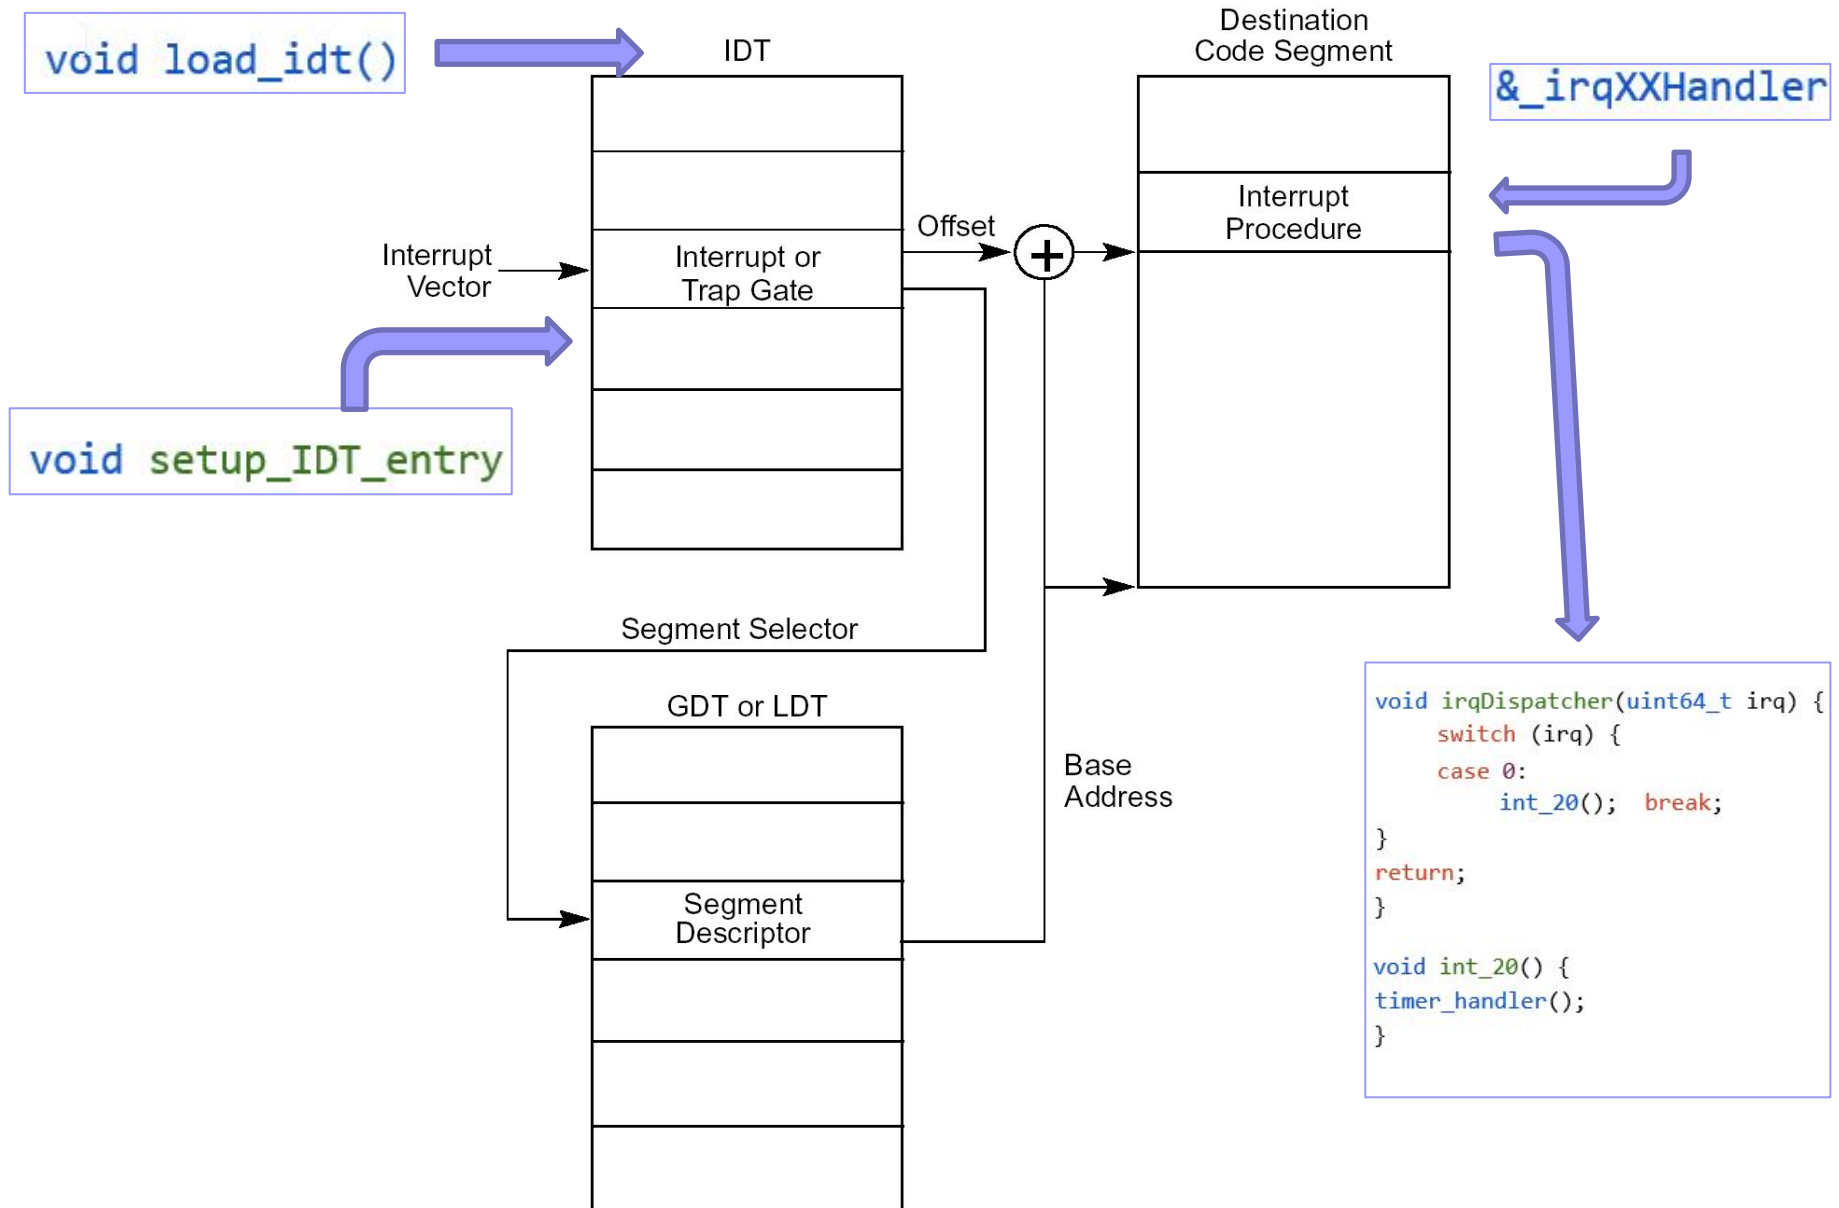 void load_idt()
IDT
Destination
Code Segment
&_irqXXHandler
Interrupt
Vector
Interrupt or
Trap Gate
Offset
+
Interrupt
Procedure
void setup_IDT_entry
Segment Selector
GDT or LDT
Segment
Descriptor
Base
Address
void irqDispatcher(uint64_t irq) {
switch (irq) {
case 0:
int_20(); break;
}
return;
}
void int_20() {
timer_handler();
}